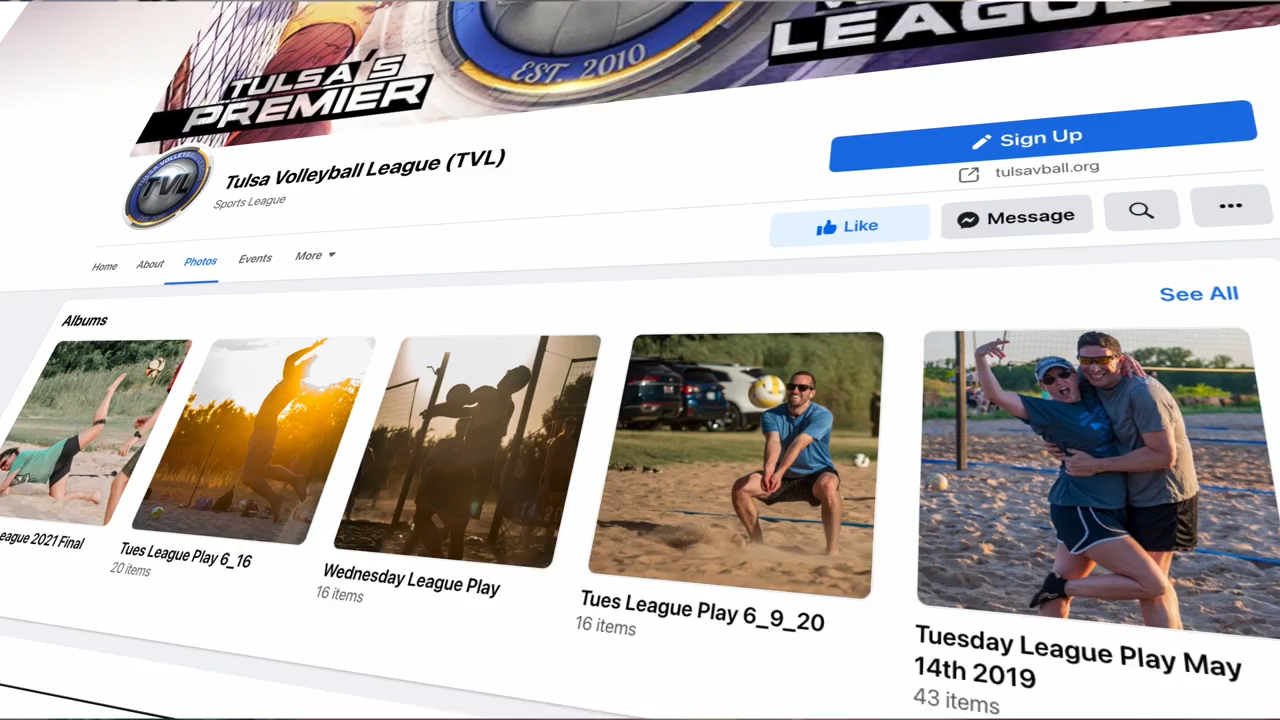 TULSA'S
PREMIER
EST. 2010
LEAGUE
TVL
Tulsa Volleyball League (TVL)
Sports League
Sign Up
tulsavball.org
Like
Message
Home
About
Photos
Events
More
Albums
See All
eague 2021 Final
Tues League Play 6_16
20 items
Wednesday League Play
16 items
Tues League Play 6_9_20
16 items
Tuesday League Play May
14th 2019
43 items